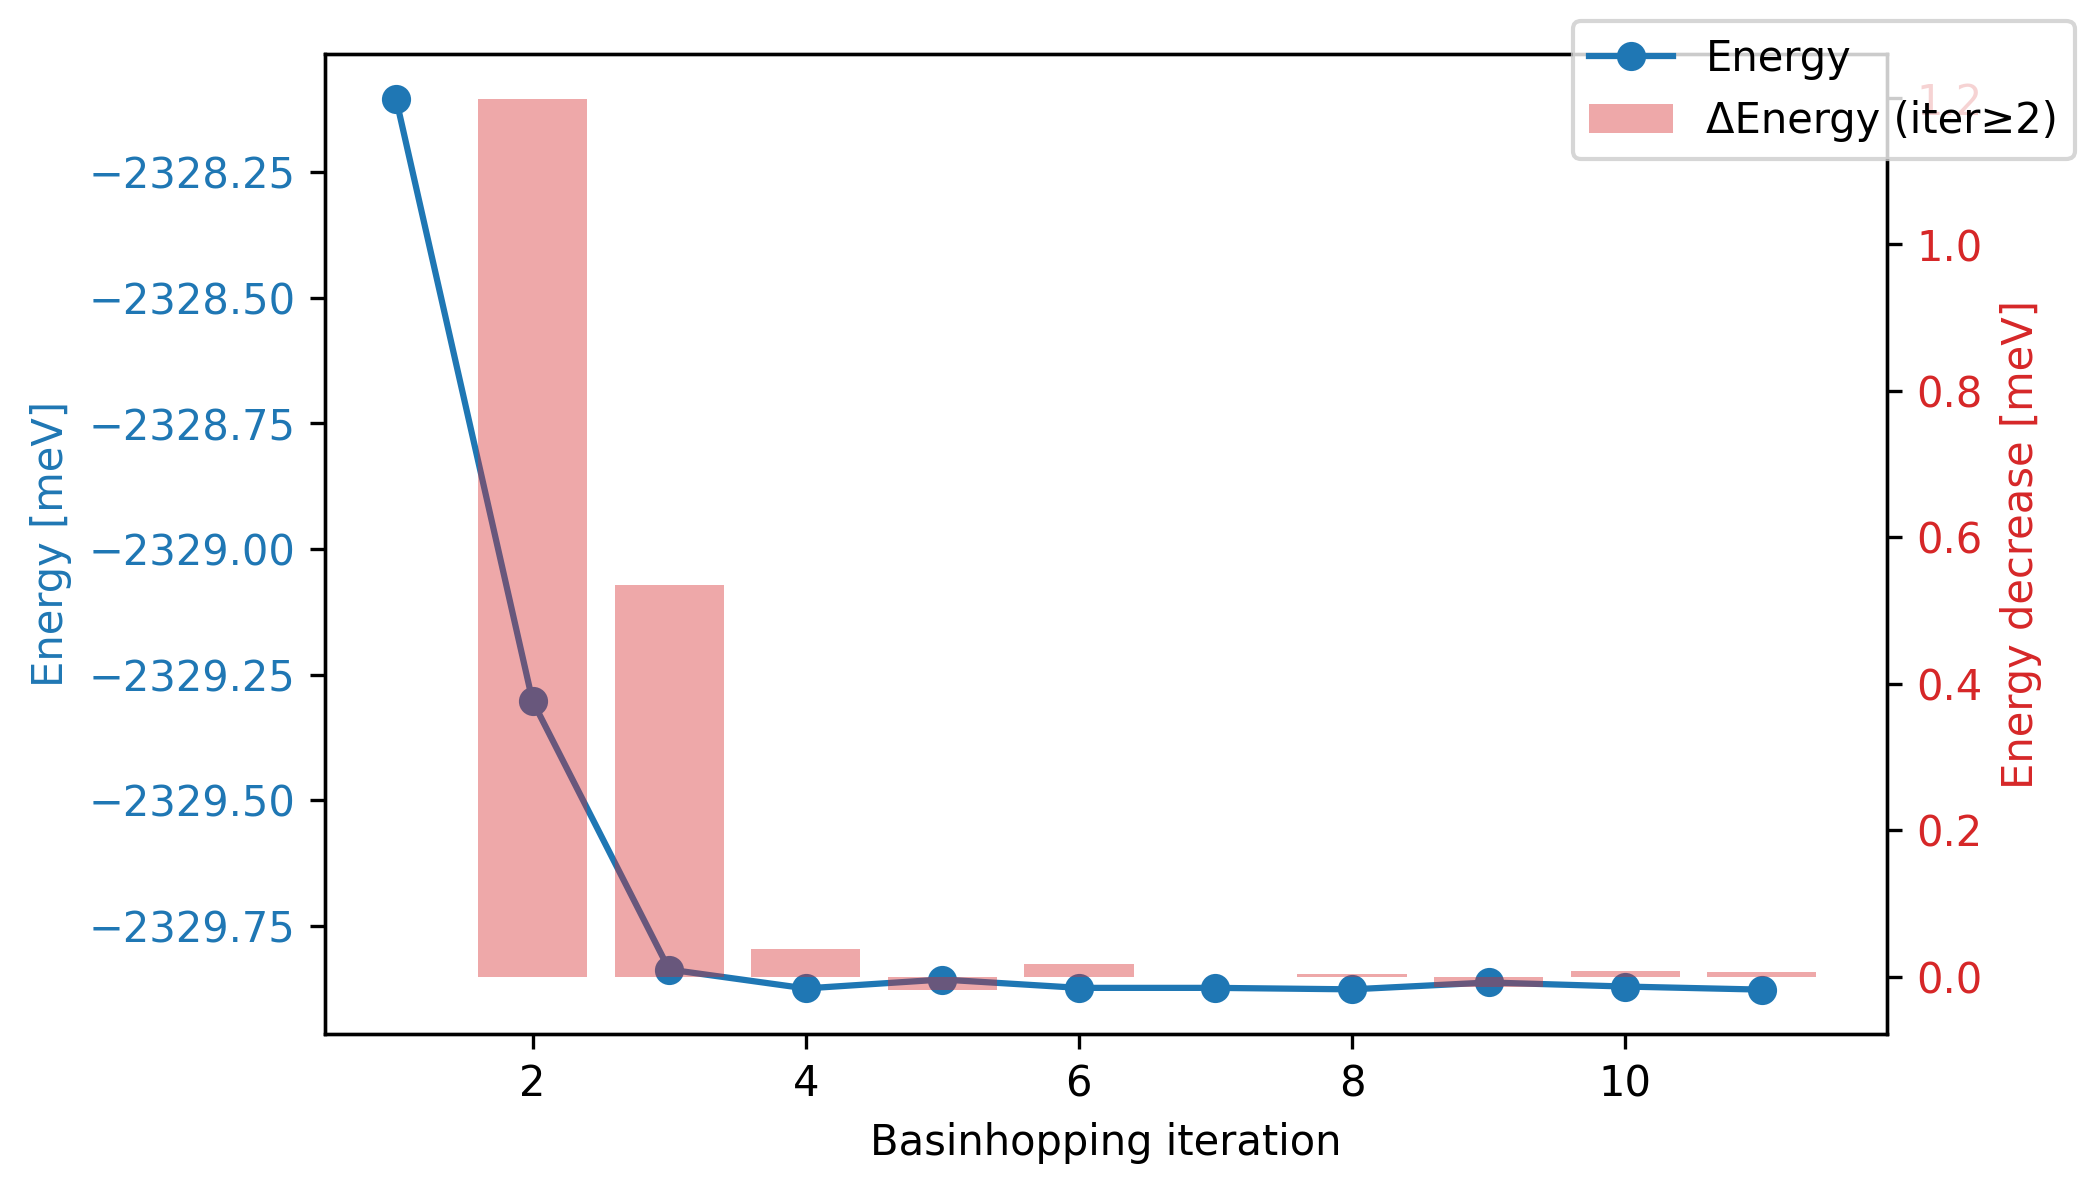 Energy
ΔEnergy (iter≥2)
Energy [meV]
−2328.25
−2328.50
−2328.75
−2329.00
−2329.25
−2329.50
−2329.75
1.2
1.0
0.8
0.6
0.4
0.2
0.0
Energy decrease [meV]
2 4 6 8 10
Basinhopping iteration